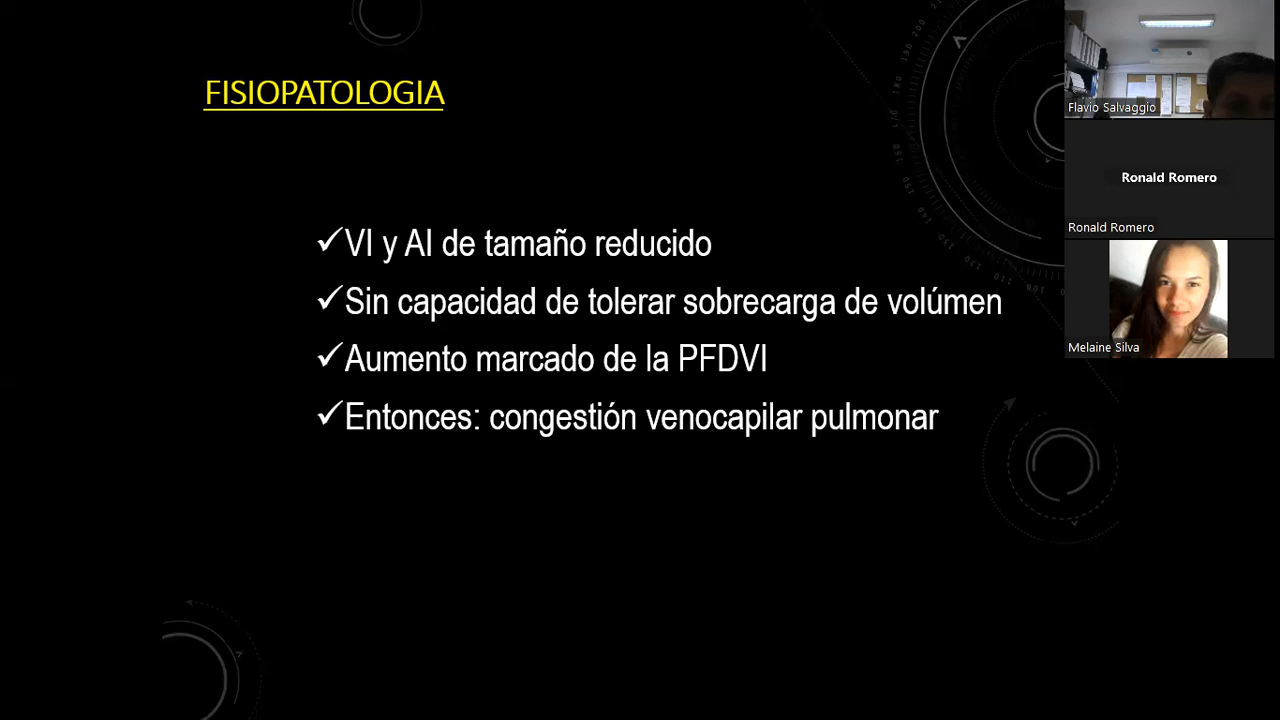 FISIOPATOLOGIA
✓VI y AI de tamaño reducido
✓Sin capacidad de tolerar sobrecarga de volúmen
✓Aumento marcado de la PFDVI
✓Entonces: congestión venocapilar pulmonar
Flavio Salvaggio
Ronald Romero
Ronald Romero
Melaine Silva